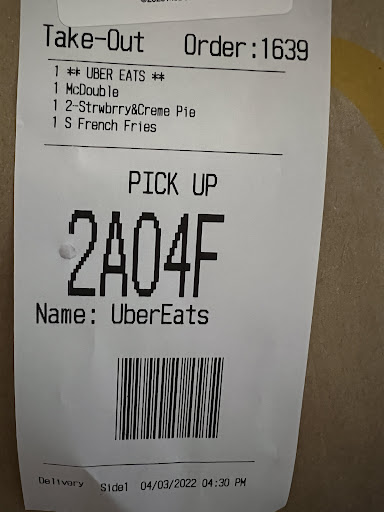 Take-Out Order:1639
1 ** UBER EATS **
1 McDouble
1 2-Strwbrry&Creme Pie
1 S French Fries
PICK UP
2A04F
Name: UberEats
Delivery Side1 04/03/2022 04:30 PM